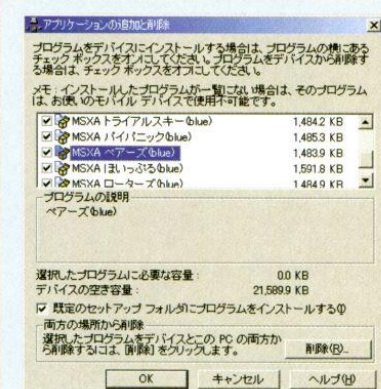 アプリケーションの追加と削除
プログラムをデバイスにインストールする場合は、プログラムの横にある
チェック ボックスをオンにしてください。プログラムをデバイスから削除す
る場合は、チェック ボックスをオフにしてください。
メモ : インストールしたプログラムが一覧にない場合は、そのプログラム
は、お使いのモバイル デバイスで使用不可能です。
MSXA トライアルスキー(blue) 1,484.2 KB
MSXA パイパニック(blue) 1,485.3 KB
MSXA ペアーズ(blue) 1,483.9 KB
MSXA まいっぷる(blue) 1,591.8 KB
MSXA ローターズ(blue) 1,484.9 KB
プログラムの説明
ペアーズ(blue)
選択したプログラムに必要な容量 : 0.0 KB
デバイスの空き容量 : 21,589.9 KB
既定のセットアップ フォルダにプログラムをインストールする(I)
両方の場所から削除
選択したプログラムをデバイスとこの PC の両方か
ら削除するには、[削除] をクリックします。
削除(R)...
OK キャンセル ヘルプ(H)